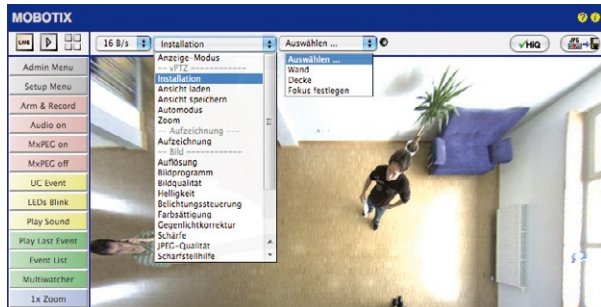 MOBOTIX
LIVE
16 B/s
Installation
Auswählen ...
HiQ
JPG
Admin Menu
Setup Menu
Arm & Record
Audio on
MxPEG on
MxPEG off
UC Event
LEDs Blink
Play Sound
Play Last Event
Event List
Multiwatcher
1x Zoom
Anzeige-Modus
-- vPTZ ------------
Installation
Ansicht laden
Ansicht speichern
Automodus
Zoom
-- Aufzeichnung ---
Aufzeichnung
-- Bild ------------
Auflösung
Bildprogramm
Bildqualität
Helligkeit
Belichtungssteuerung
Farbsättigung
Gegenlichtkorrektur
Schärfe
JPEG-Qualität
Scharfstellhilfe
Auswählen ...
Wand
Decke
Fokus festlegen